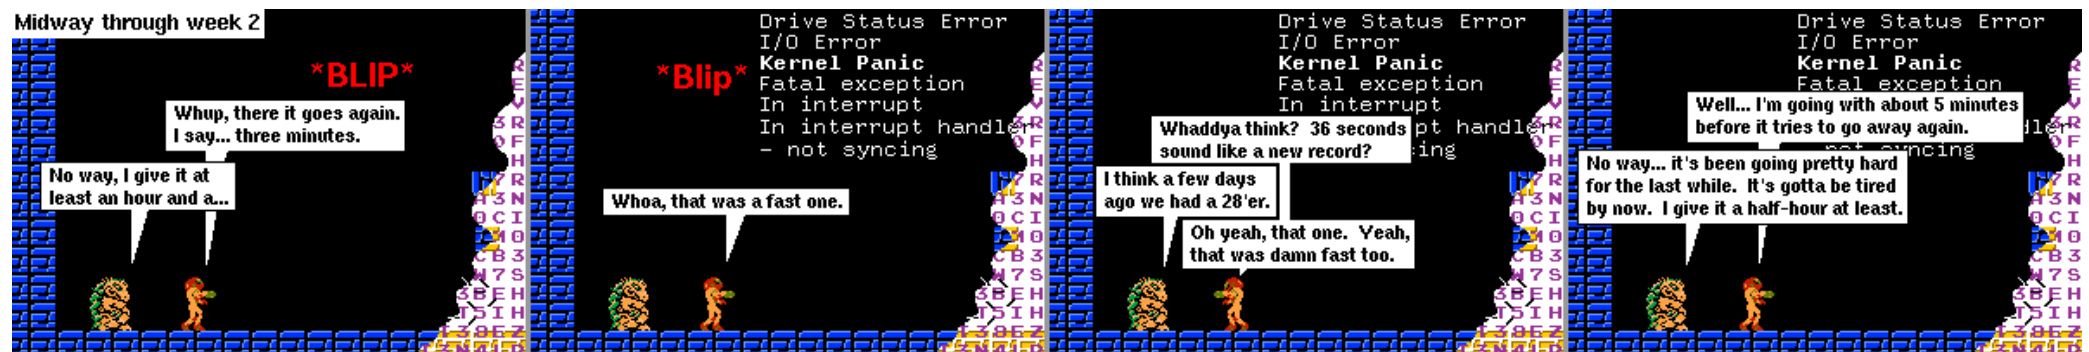 Midway through week 2
*BLIP*
Whup, there it goes again.
I say... three minutes.
No way, I give it at
least an hour and a...
Drive Status Error
I/O Error
Kernel Panic
Fatal exception
In interrupt
In interrupt handler
- not syncing
*Blip*
Whoa, that was a fast one.
Drive Status Error
I/O Error
Kernel Panic
Fatal exception
In interrupt
pt handler
ing
Whaddya think? 36 seconds
sound like a new record?
I think a few days
ago we had a 28'er.
Oh yeah, that one. Yeah,
that was damn fast too.
Drive Status Error
I/O Error
Kernel Panic
Fatal exception
Well... I'm going with about 5 minutes
before it tries to go away again.
dler
not syncing
No way... it's been going pretty hard
for the last while. It's gotta be tired
by now. I give it a half-hour at least.